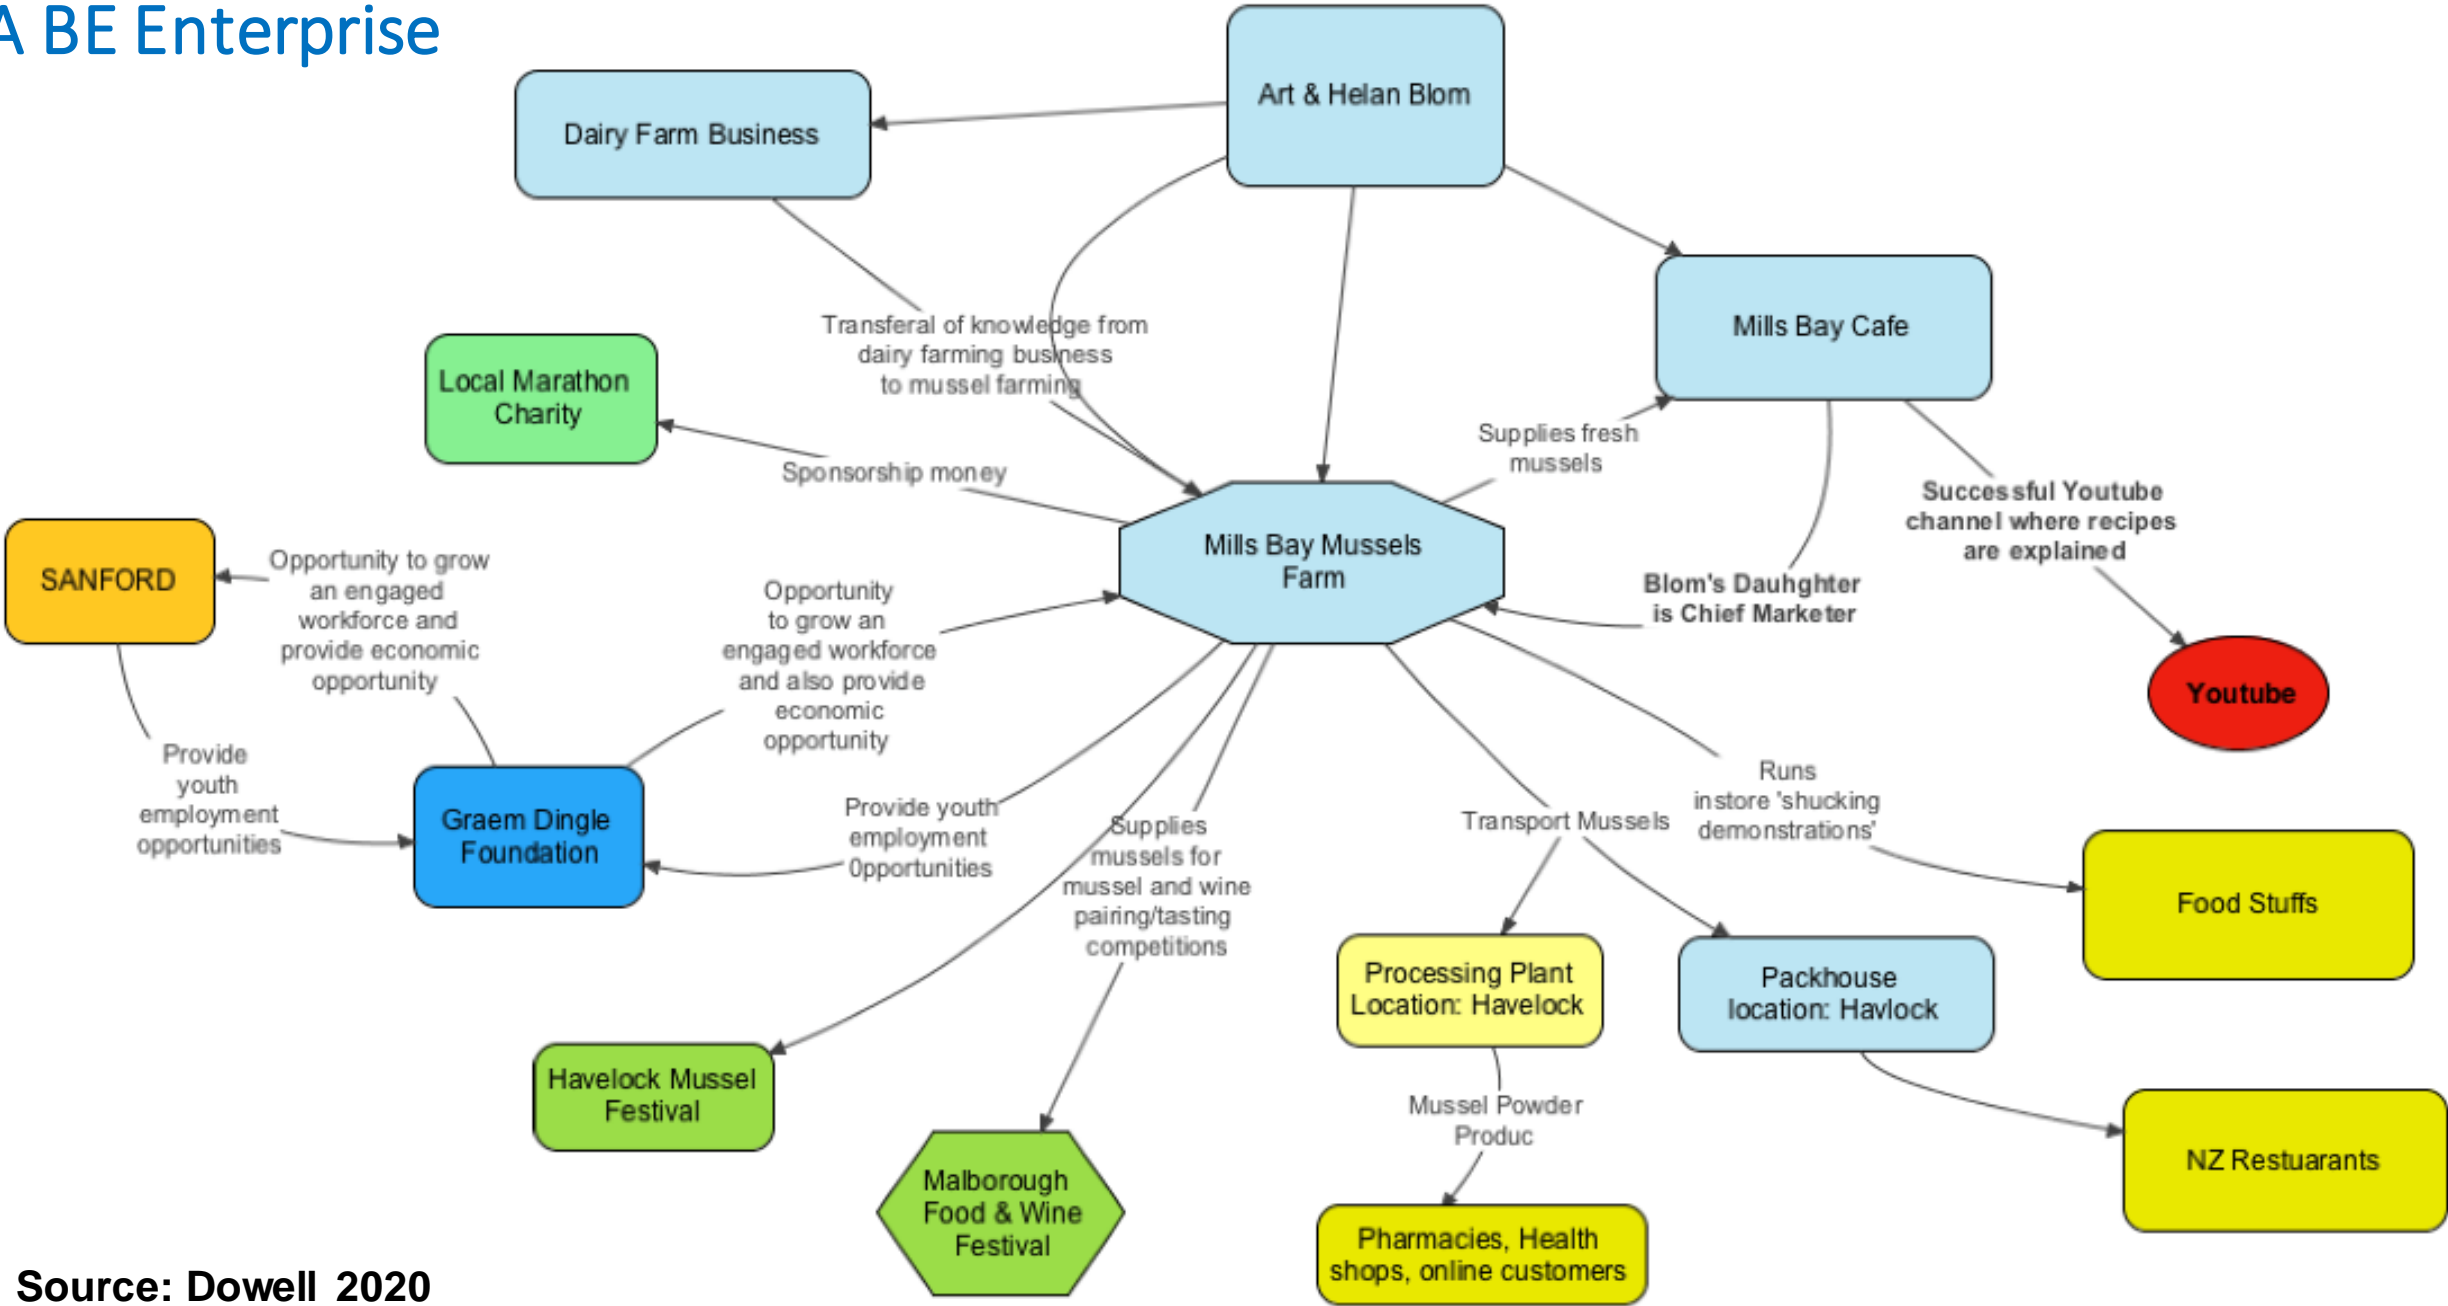 A BE Enterprise
Art & Helan Blom
Dairy Farm Business
Mills Bay Cafe
Transferal of knowledge from
dairy farming business
to mussel farming
Local Marathon
Charity
Sponsorship money
Supplies fresh
mussels
Successful Youtube
channel where recipes
are explained
SANFORD
Opportunity to grow
an engaged
workforce and
provide economic
opportunity
Opportunity
to grow an
engaged workforce
and also provide
economic
opportunity
Mills Bay Mussels
Farm
Blom's Dauhghter
is Chief Marketer
Youtube
Provide
youth
employment
opportunities
Graem Dingle
Foundation
Provide youth
employment
0pportunities
Supplies
mussels for
mussel and wine
pairing/tasting
competitions
Transport Mussels
Runs
instore 'shucking
demonstrations'
Food Stuffs
Processing Plant
Location: Havelock
Packhouse
location: Havlock
Havelock Mussel
Festival
Mussel Powder
Produc
NZ Restuarants
Malborough
Food & Wine
Festival
Pharmacies, Health
shops, online customers
Source: Dowell 2020